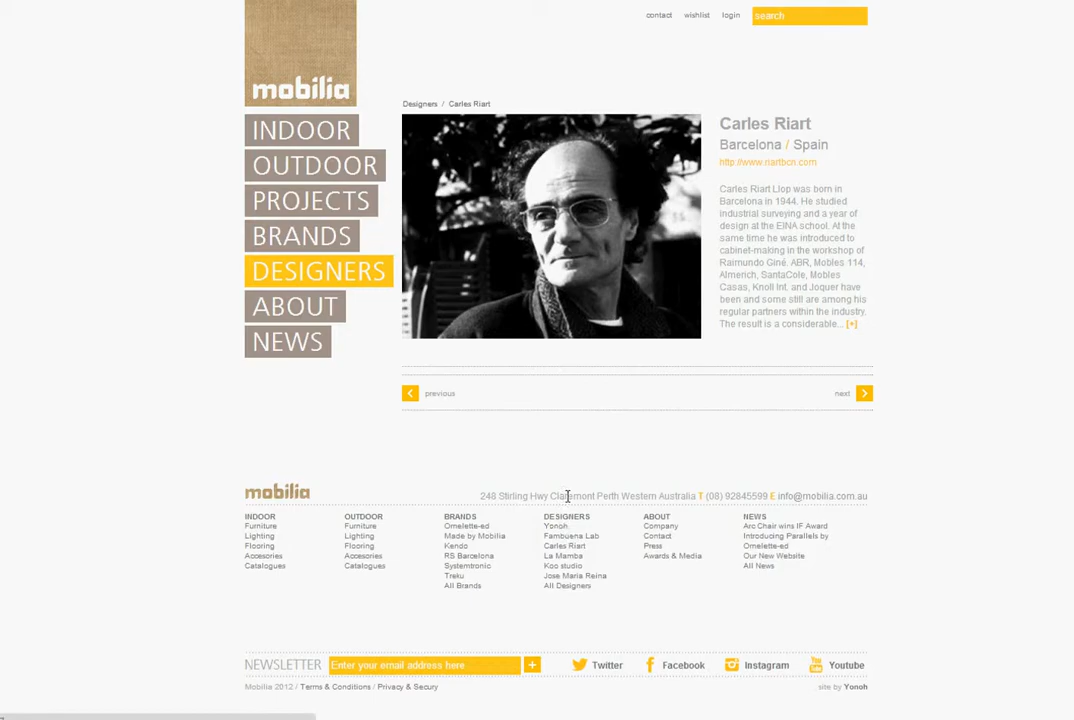 contact wishlist login search
mobilia
INDOOR
OUTDOOR
PROJECTS
BRANDS
DESIGNERS
ABOUT
NEWS
Designers / Carles Riart
Carles Riart
Barcelona / Spain
http://www.riartbcn.com
Carles Riart Llop was born in
Barcelona in 1944. He studied
industrial surveying and a year of
design at the EINA school. At the
same time he was introduced to
cabinet-making in the workshop of
Raimundo Giné. ABR, Mobles 114,
Almerich, SantaCole, Mobles
Casas, Knoll Int. and Joquer have
been and some still are among his
regular partners within the industry.
The result is a considerable... [+]
previous
next
mobilia
248 Stirling Hwy Claremont Perth Western Australia T (08) 92845599 E info@mobilia.com.au
INDOOR
Furniture
Lighting
Flooring
Accesories
Catalogues
OUTDOOR
Furniture
Lighting
Flooring
Accesories
Catalogues
BRANDS
Omelette-ed
Made by Mobilia
Kendo
RS Barcelona
Systemtronic
Treku
All Brands
DESIGNERS
Yonoh
Fambuena Lab
Carles Riart
La Mamba
Koo studio
Jose Maria Reina
All Designers
ABOUT
Company
Contact
Press
Awards & Media
NEWS
Arc Chair wins IF Award
Introducing Parallels by
Omelette-ed
Our New Website
All News
NEWSLETTER Enter your email address here +
Twitter Facebook Instagram Youtube
Mobilia 2012 / Terms & Conditions / Privacy & Secury
site by Yonoh